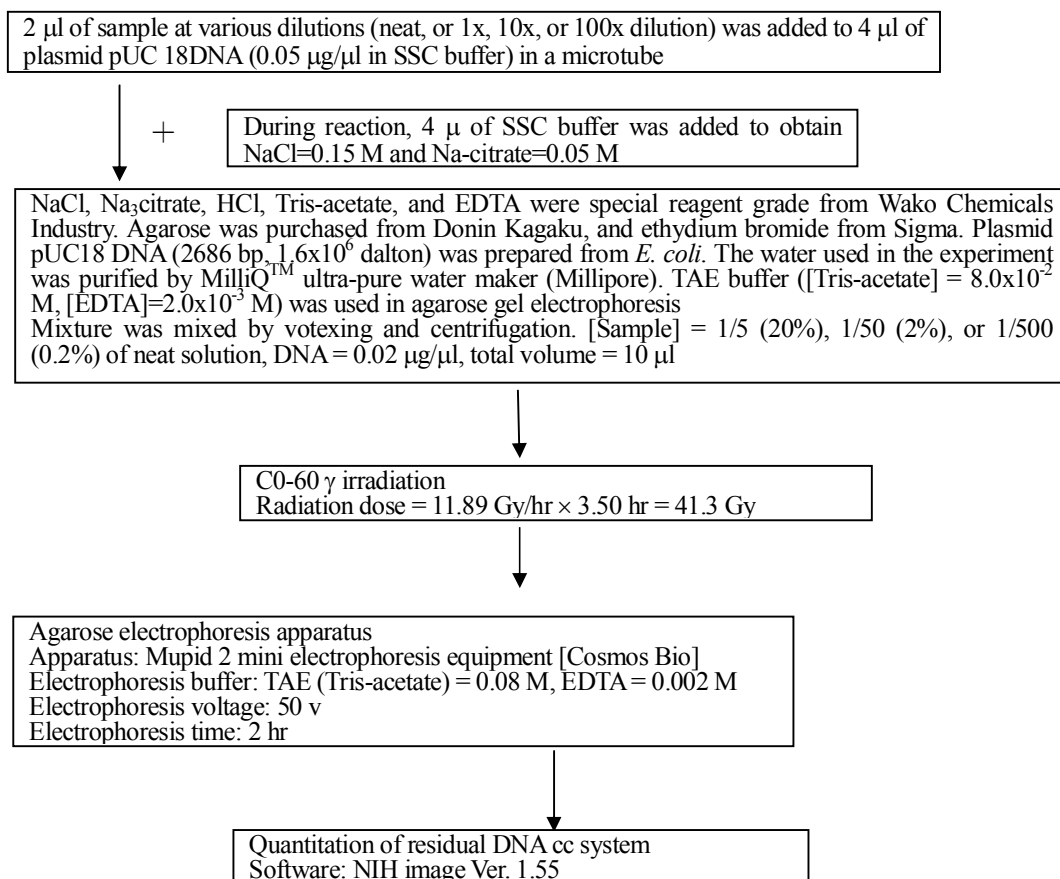 2 μl of sample at various dilutions (neat, or 1x, 10x, or 100x dilution) was added to 4 μl of
plasmid pUC 18DNA (0.05 μg/μl in SSC buffer) in a microtube
+
During reaction, 4 μ of SSC buffer was added to obtain
NaCl=0.15 M and Na-citrate=0.05 M
NaCl, Na₃citrate, HCl, Tris-acetate, and EDTA were special reagent grade from Wako Chemicals
Industry. Agarose was purchased from Donin Kagaku, and ethydium bromide from Sigma. Plasmid
pUC18 DNA (2686 bp, 1.6x10⁶ dalton) was prepared from E. coli. The water used in the experiment
was purified by MilliQ™ ultra-pure water maker (Millipore). TAE buffer ([Tris-acetate] = 8.0x10⁻²
M, [EDTA]=2.0x10⁻³ M) was used in agarose gel electrophoresis
Mixture was mixed by votexing and centrifugation. [Sample] = 1/5 (20%), 1/50 (2%), or 1/500
(0.2%) of neat solution, DNA = 0.02 μg/μl, total volume = 10 μl
C0-60 γ irradiation
Radiation dose = 11.89 Gy/hr × 3.50 hr = 41.3 Gy
Agarose electrophoresis apparatus
Apparatus: Mupid 2 mini electrophoresis equipment [Cosmos Bio]
Electrophoresis buffer: TAE (Tris-acetate) = 0.08 M, EDTA = 0.002 M
Electrophoresis voltage: 50 v
Electrophoresis time: 2 hr
Quantitation of residual DNA cc system
Software: NIH image Ver. 1.55